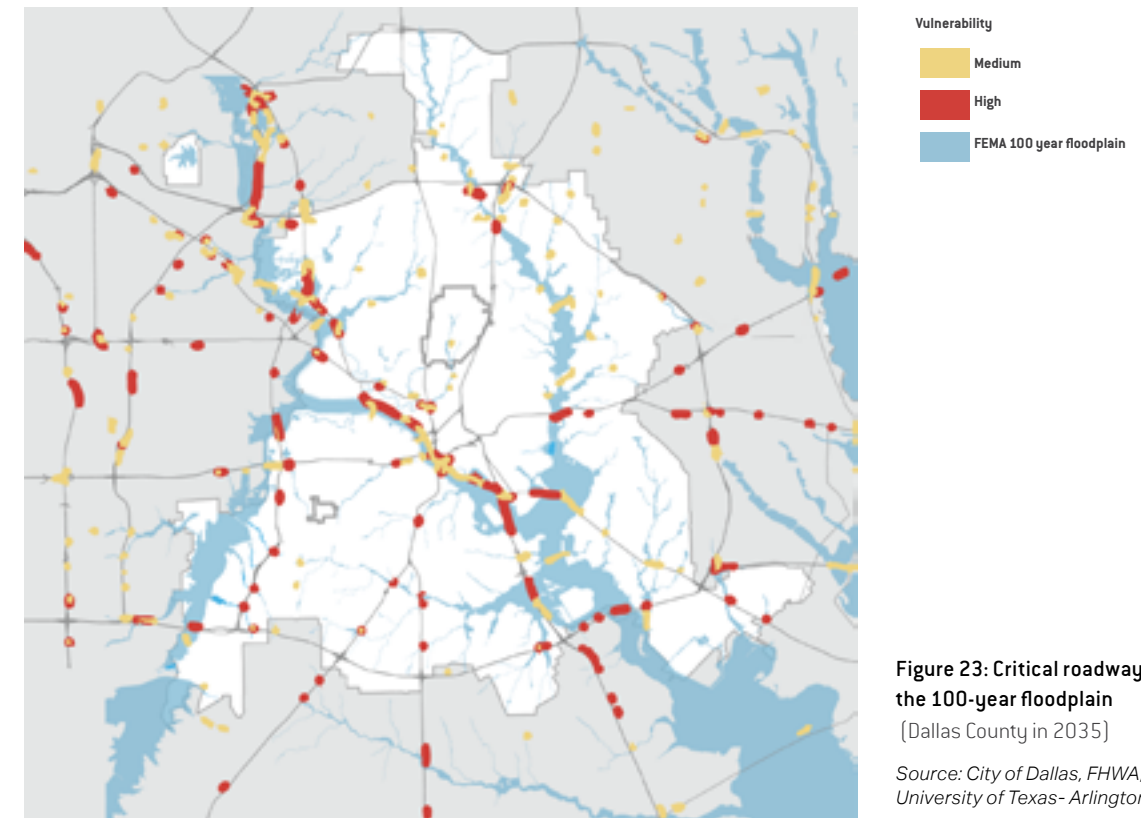 Vulnerability
Medium
High
FEMA 100 year floodplain
Figure 23: Critical roadway
the 100-year floodplain
(Dallas County in 2035)
Source: City of Dallas, FHWA,
University of Texas- Arlington